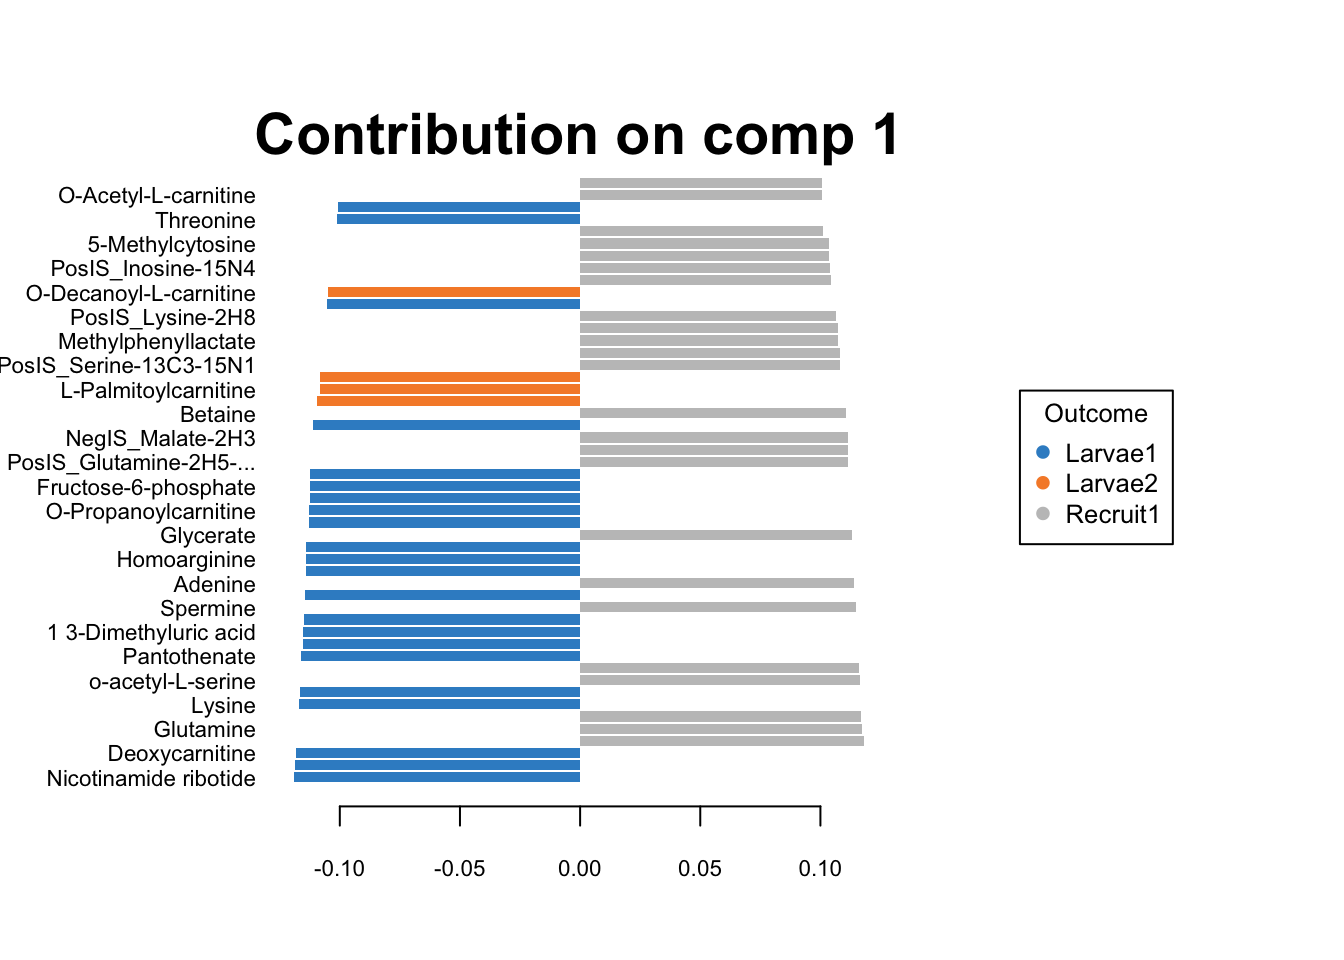 Contribution on comp 1
O-Acetyl-L-carnitine
Threonine
5-Methylcytosine
PosIS_Inosine-15N4
O-Decanoyl-L-carnitine
PosIS_Lysine-2H8
Methylphenyllactate
PosIS_Serine-13C3-15N1
L-Palmitoylcarnitine
Betaine
NegIS_Malate-2H3
PosIS_Glutamine-2H5-...
Fructose-6-phosphate
O-Propanoylcarnitine
Glycerate
Homoarginine
Adenine
Spermine
1 3-Dimethyluric acid
Pantothenate
o-acetyl-L-serine
Lysine
Glutamine
Deoxycarnitine
Nicotinamide ribotide
-0.10 -0.05 0.00 0.05 0.10
Outcome
Larvae1
Larvae2
Recruit1